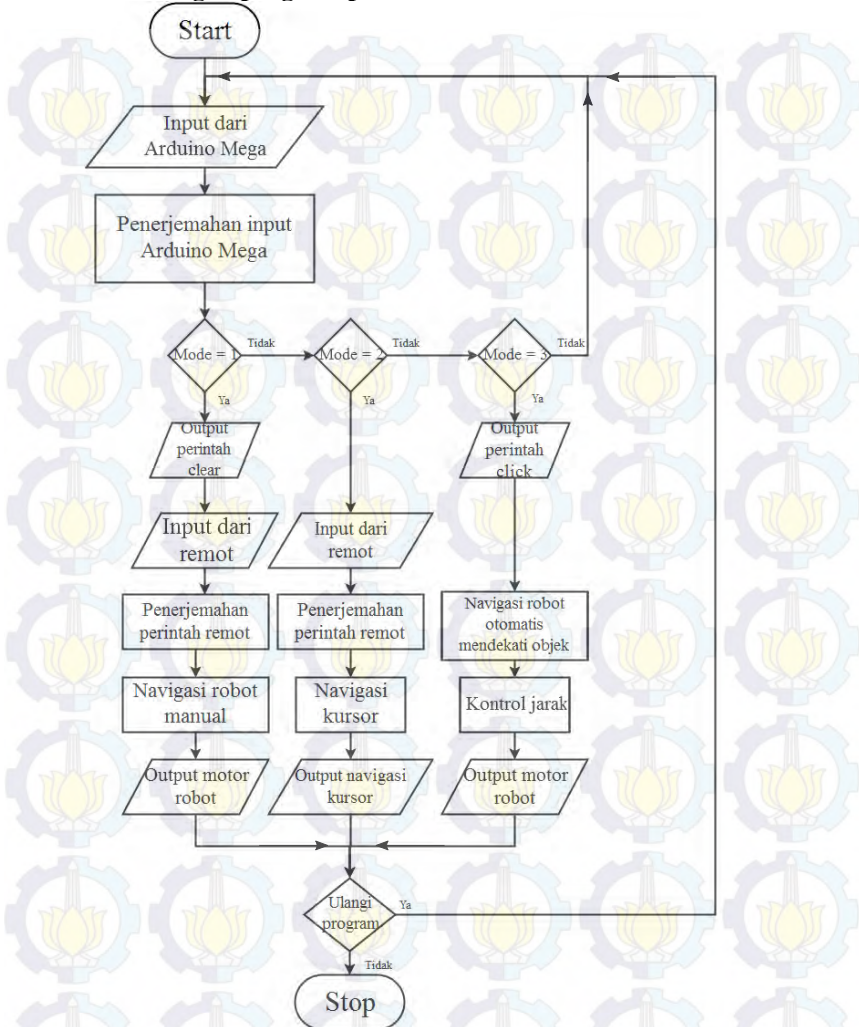 Start
Input dari
Arduino Mega
Penerjemahan input
Arduino Mega
Mode = 1
Tidak
Mode = 2
Tidak
Mode = 3
Tidak
Ya
Ya
Ya
Output
perintah
clear
Output
perintah
click
Input dari
remot
Input dari
remot
Penerjemahan
perintah remot
Penerjemahan
perintah remot
Navigasi robot
otomatis
mendekati objek
Navigasi robot
manual
Navigasi
kursor
Kontrol jarak
Output motor
robot
Output navigasi
kursor
Output motor
robot
Ulangi
program
Ya
Tidak
Stop